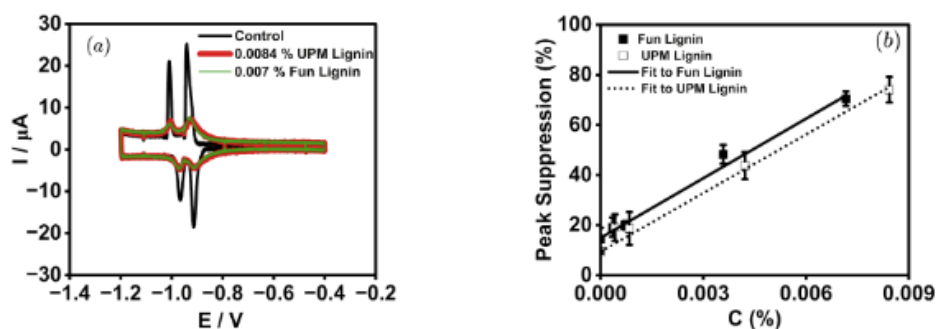 (a)
Control
0.0084 % UPM Lignin
0.007 % Fun Lignin
I / µA
30
20
10
0
−10
−20
−30
−1.4 −1.2 −1.0 −0.8 −0.6 −0.4 −0.2
E / V
(b)
Fun Lignin
UPM Lignin
Fit to Fun Lignin
Fit to UPM Lignin
Peak Suppression (%)
100
80
60
40
20
0
0.000 0.003 0.006 0.009
C (%)